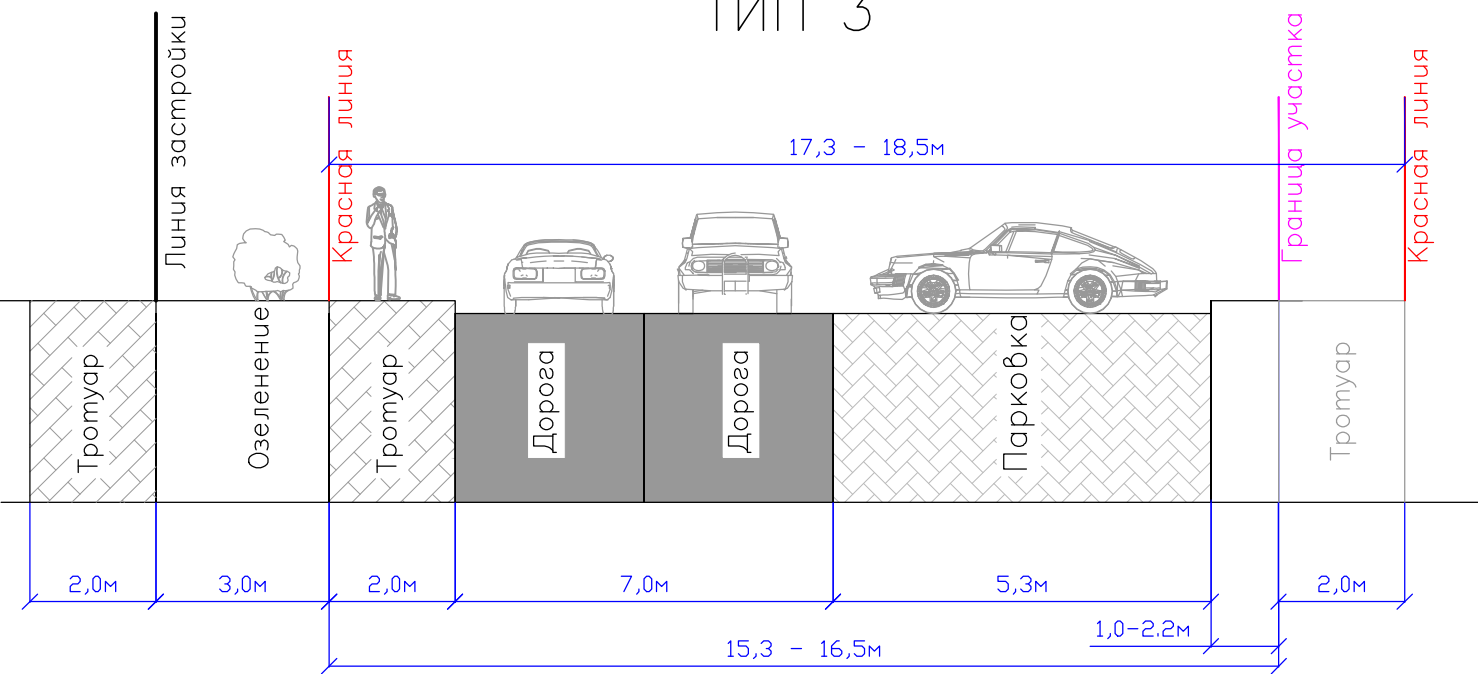 ТИП 3
Линия застройки
Красная линия
17,3 - 18,5м
Граница участка
Красная линия
Тротуар
Озеленение
Тротуар
Дорога
Дорога
Парковка
Тротуар
2,0м
3,0м
2,0м
7,0м
5,3м
2,0м
1,0-2.2м
15,3 - 16,5м